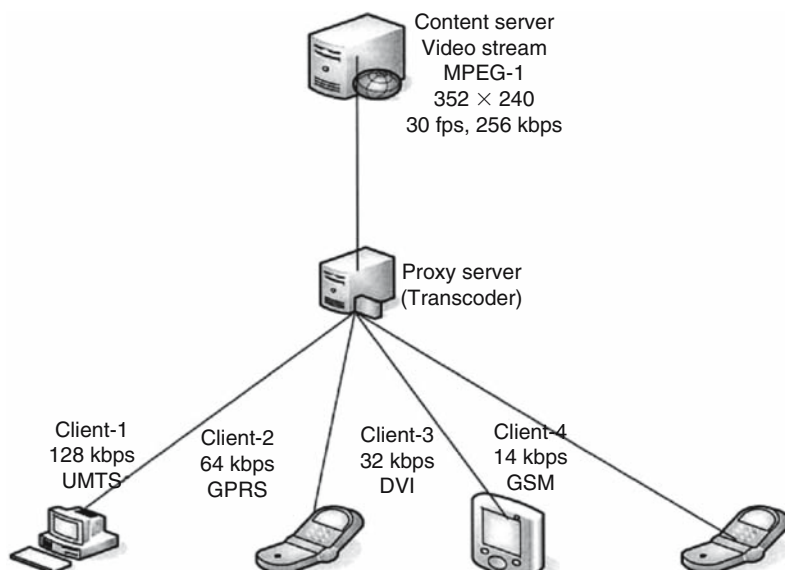 Content server
Video stream
MPEG-1
352 × 240
30 fps, 256 kbps
Proxy server
(Transcoder)
Client-1
128 kbps
UMTS
Client-2
64 kbps
GPRS
Client-3
32 kbps
DVI
Client-4
14 kbps
GSM